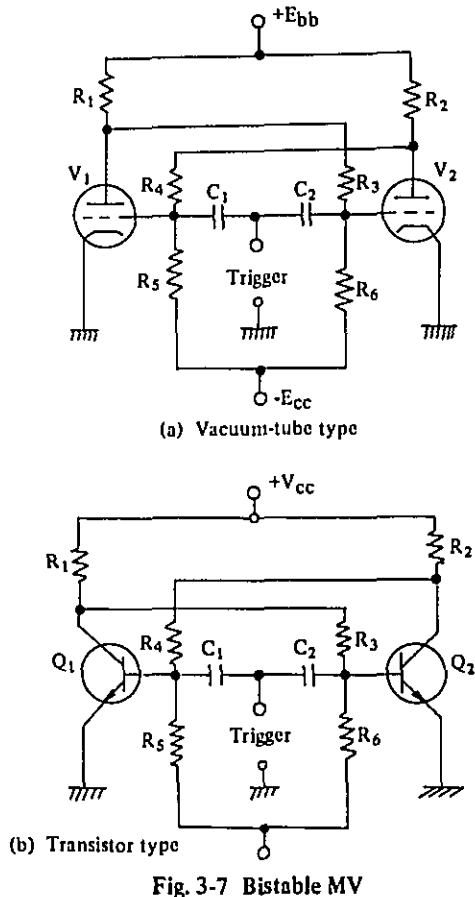 +Ebb
R1
R2
V1
V2
R4
C1
C2
R3
R5
Trigger
R6
-Ecc
(a) Vacuum-tube type
+Vcc
R1
R2
R4
C1
C2
R3
Q1
Q2
R5
Trigger
R6
(b) Transistor type
Fig. 3-7 Bistable MV